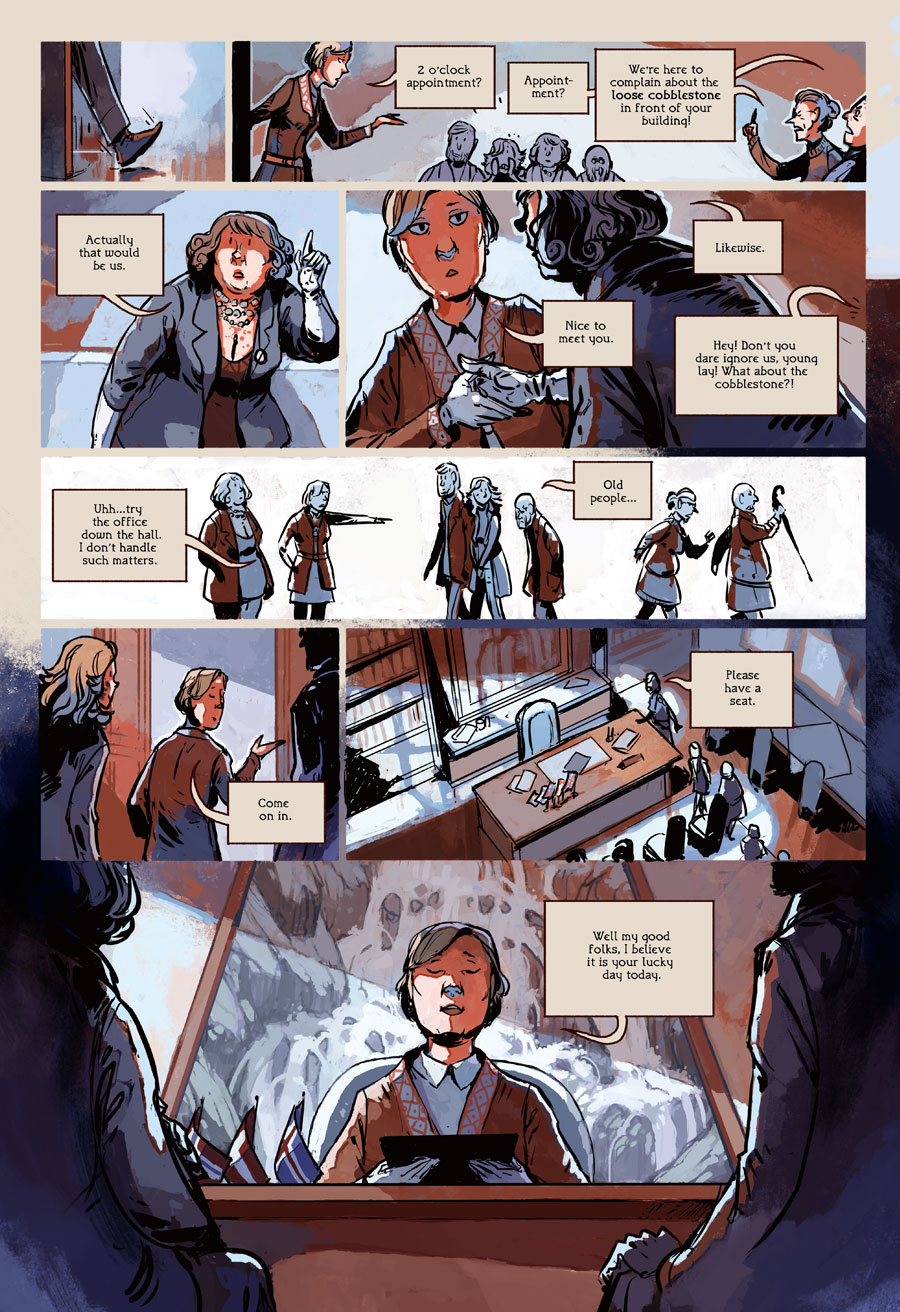 2 o'clock
appointment?
Appoint-
ment?
We're here to
complain about the
loose cobblestone
in front of your
building!
Actually
that would
be us.
Likewise.
Nice to
meet you.
Hey! Don't you
dare ignore us, young
lay! What about the
cobblestone?!
Uhh...try
the office
down the hall.
I don't handle
such matters.
Old
people...
Come
on in.
Please
have a
seat.
Well my good
folks, I believe
it is your lucky
day today.